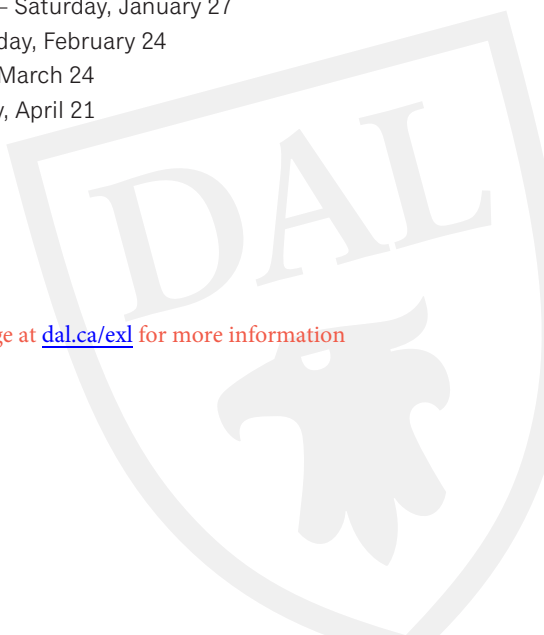 – Saturday, January 27
day, February 24
March 24
y, April 21
DAL
ge at dal.ca/exl for more information